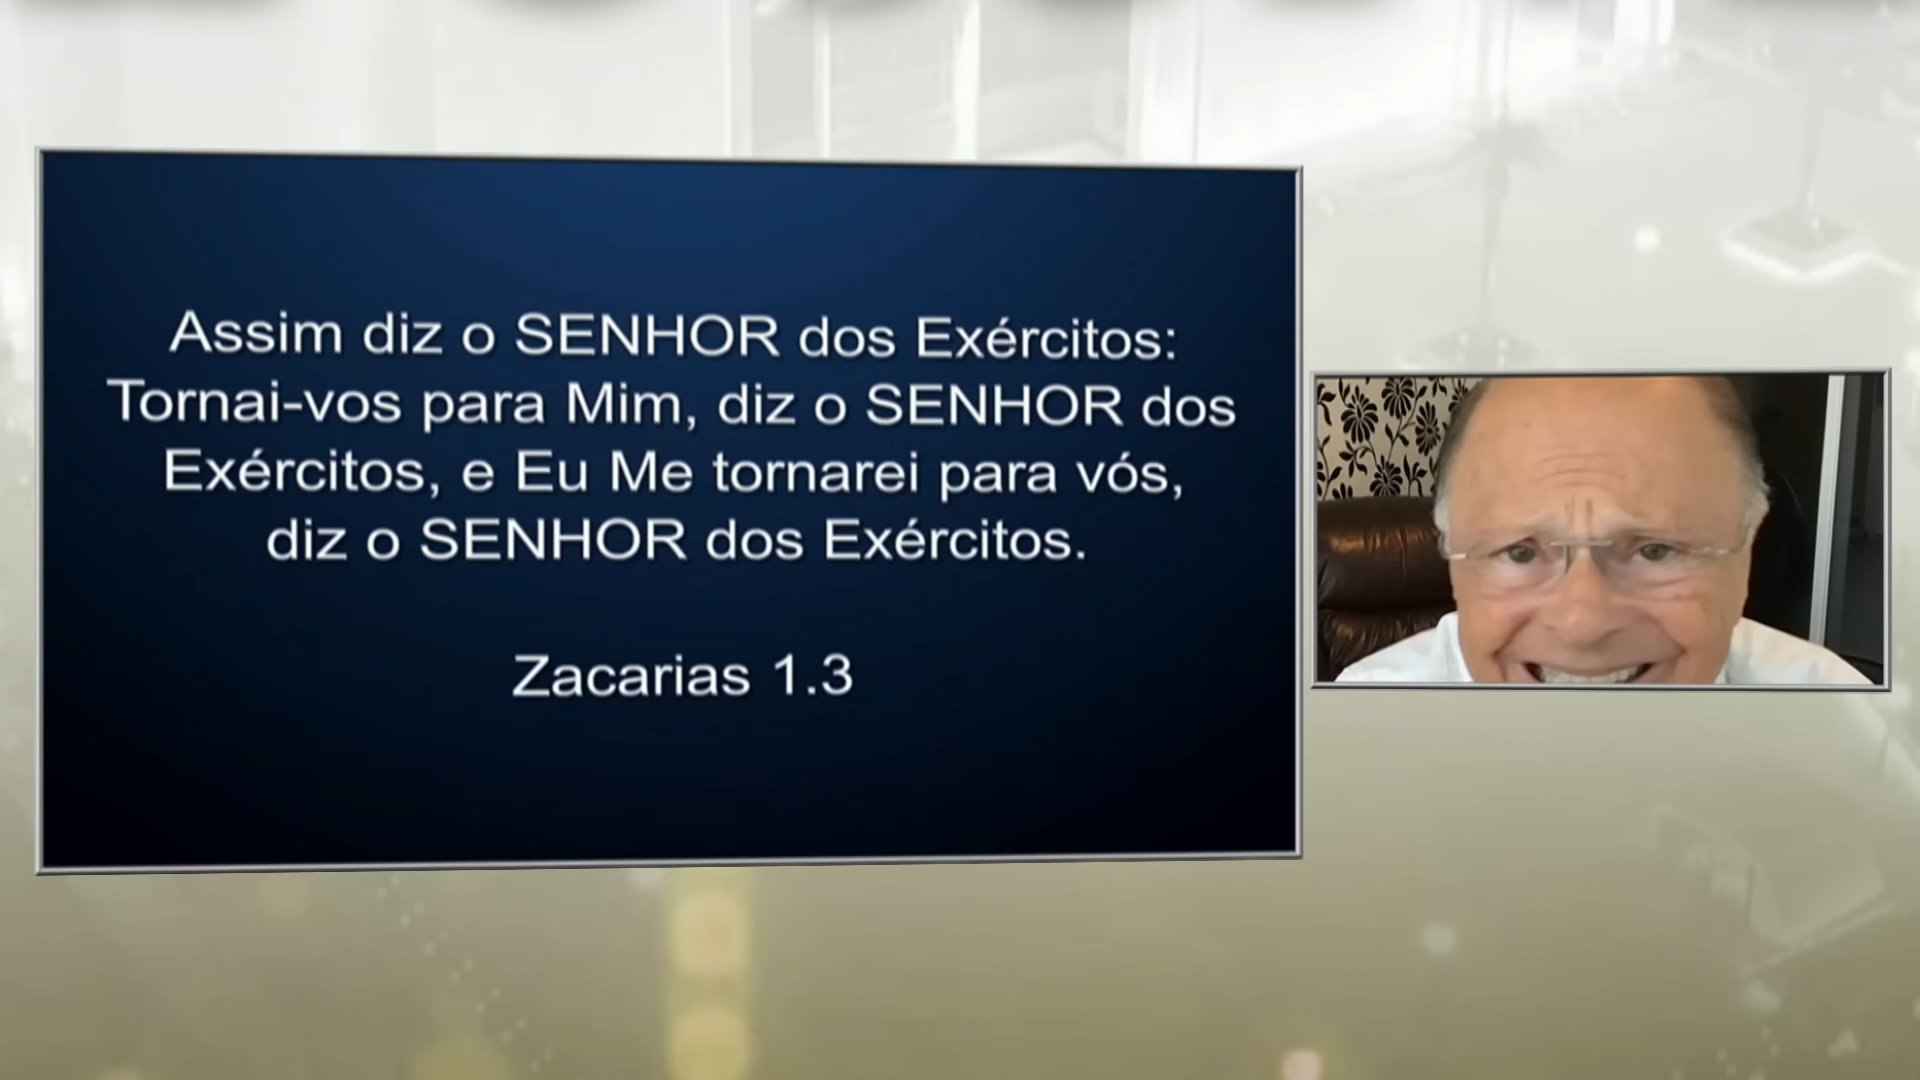 Assim diz o SENHOR dos Exércitos:
Tornai-vos para Mim, diz o SENHOR dos
Exércitos, e Eu Me tornarei para vós,
diz o SENHOR dos Exércitos.
Zacarias 1.3